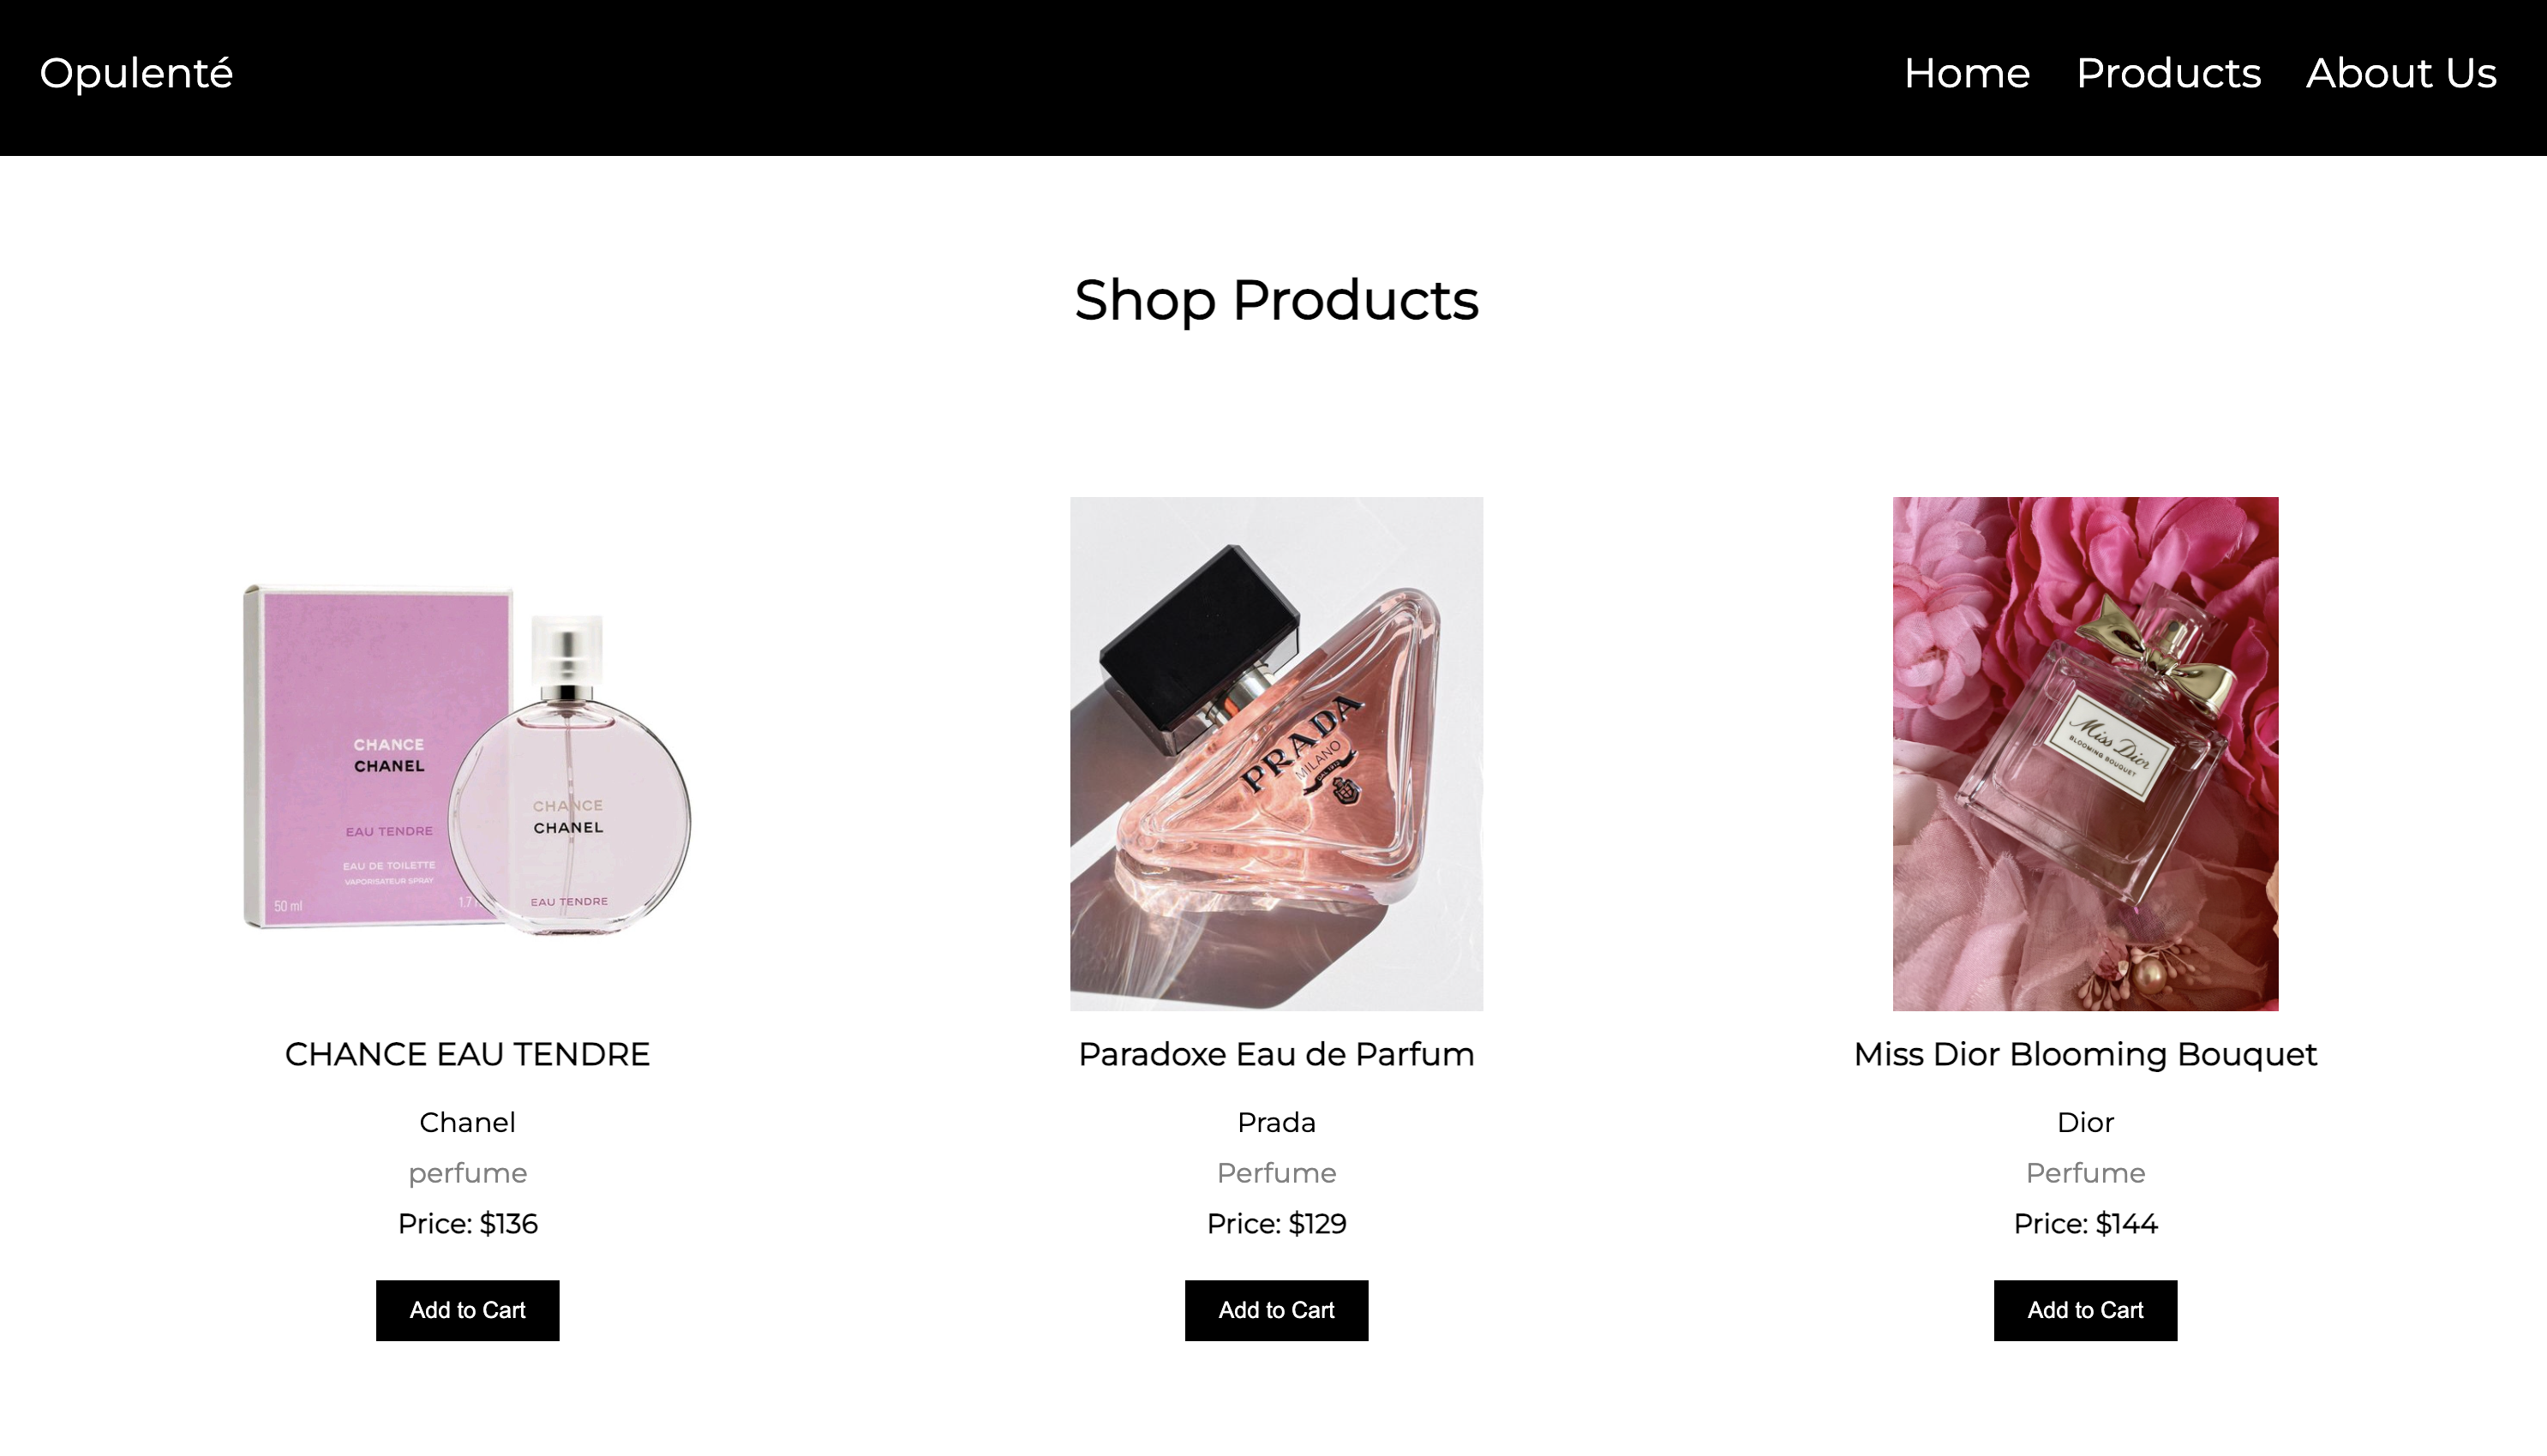 Opulenté
Home Products About Us
Shop Products
CHANCE
CHANEL
EAU TENDRE
EAU DE TOILETTE
VAPORISATEUR SPRAY
50 ml
1.7
CHANCE
CHANEL
EAU TENDRE
PRADA
MILANO
Miss Dior
BLOOMING BOUQUET
CHANCE EAU TENDRE
Chanel
perfume
Price: $136
Add to Cart
Paradoxe Eau de Parfum
Prada
Perfume
Price: $129
Add to Cart
Miss Dior Blooming Bouquet
Dior
Perfume
Price: $144
Add to Cart